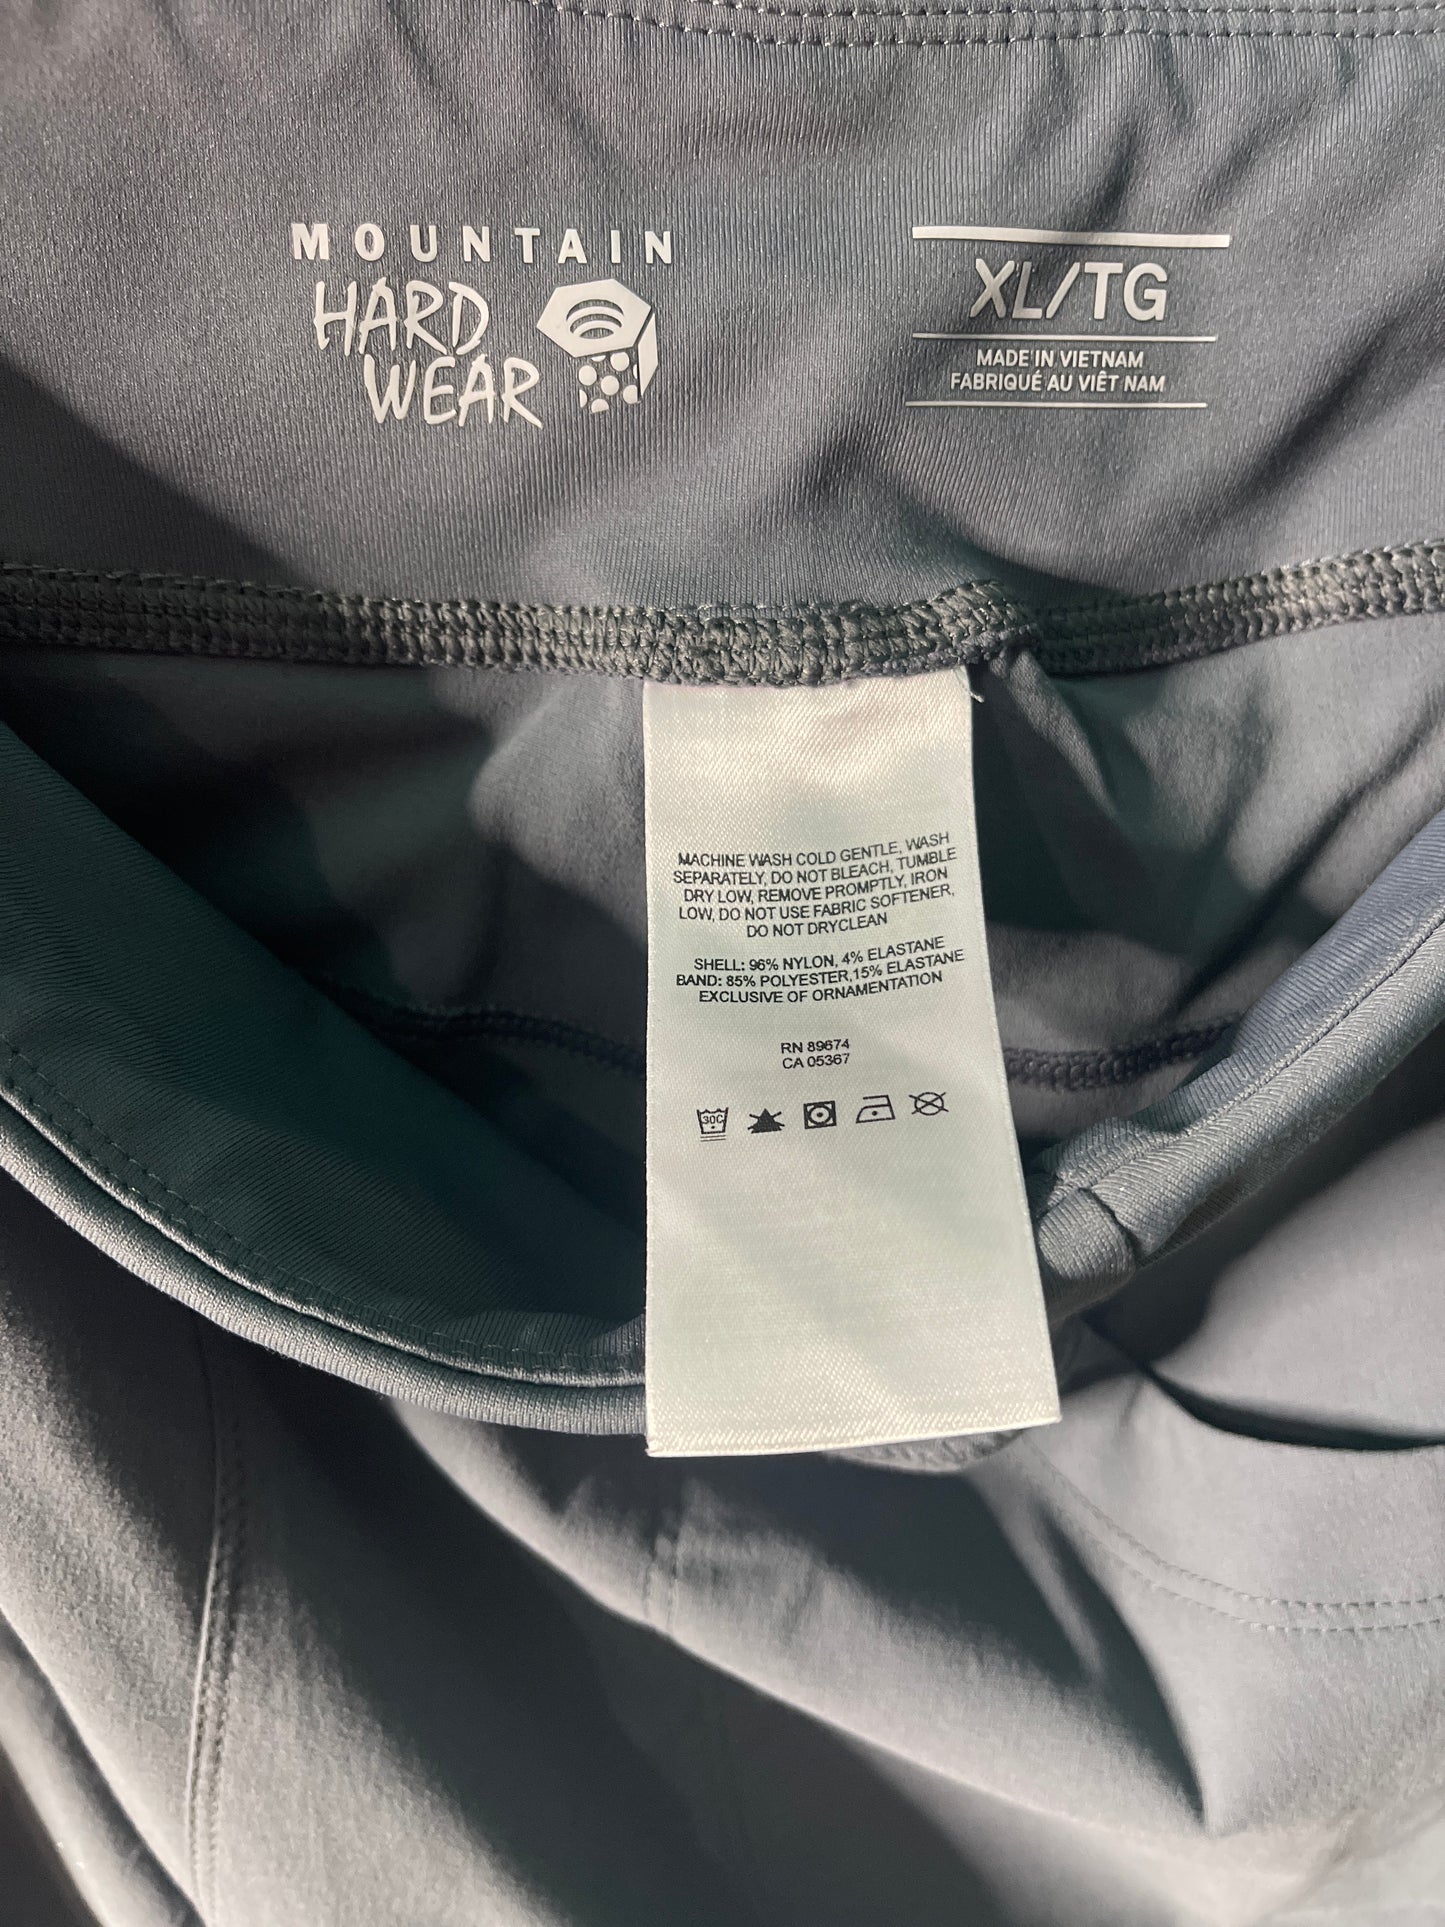 MOUNTAIN
HARD
WEAR
XL/TG
MADE IN VIETNAM
FABRIQUÉ AU VIÊT NAM
MACHINE WASH COLD GENTLE, WASH
SEPARATELY, DO NOT BLEACH, TUMBLE
DRY LOW, REMOVE PROMPTLY, IRON
LOW, DO NOT USE FABRIC SOFTENER,
DO NOT DRYCLEAN
SHELL: 96% NYLON, 4% ELASTANE
BAND: 85% POLYESTER,15% ELASTANE
EXCLUSIVE OF ORNAMENTATION
RN 89674
CA 05367
30C